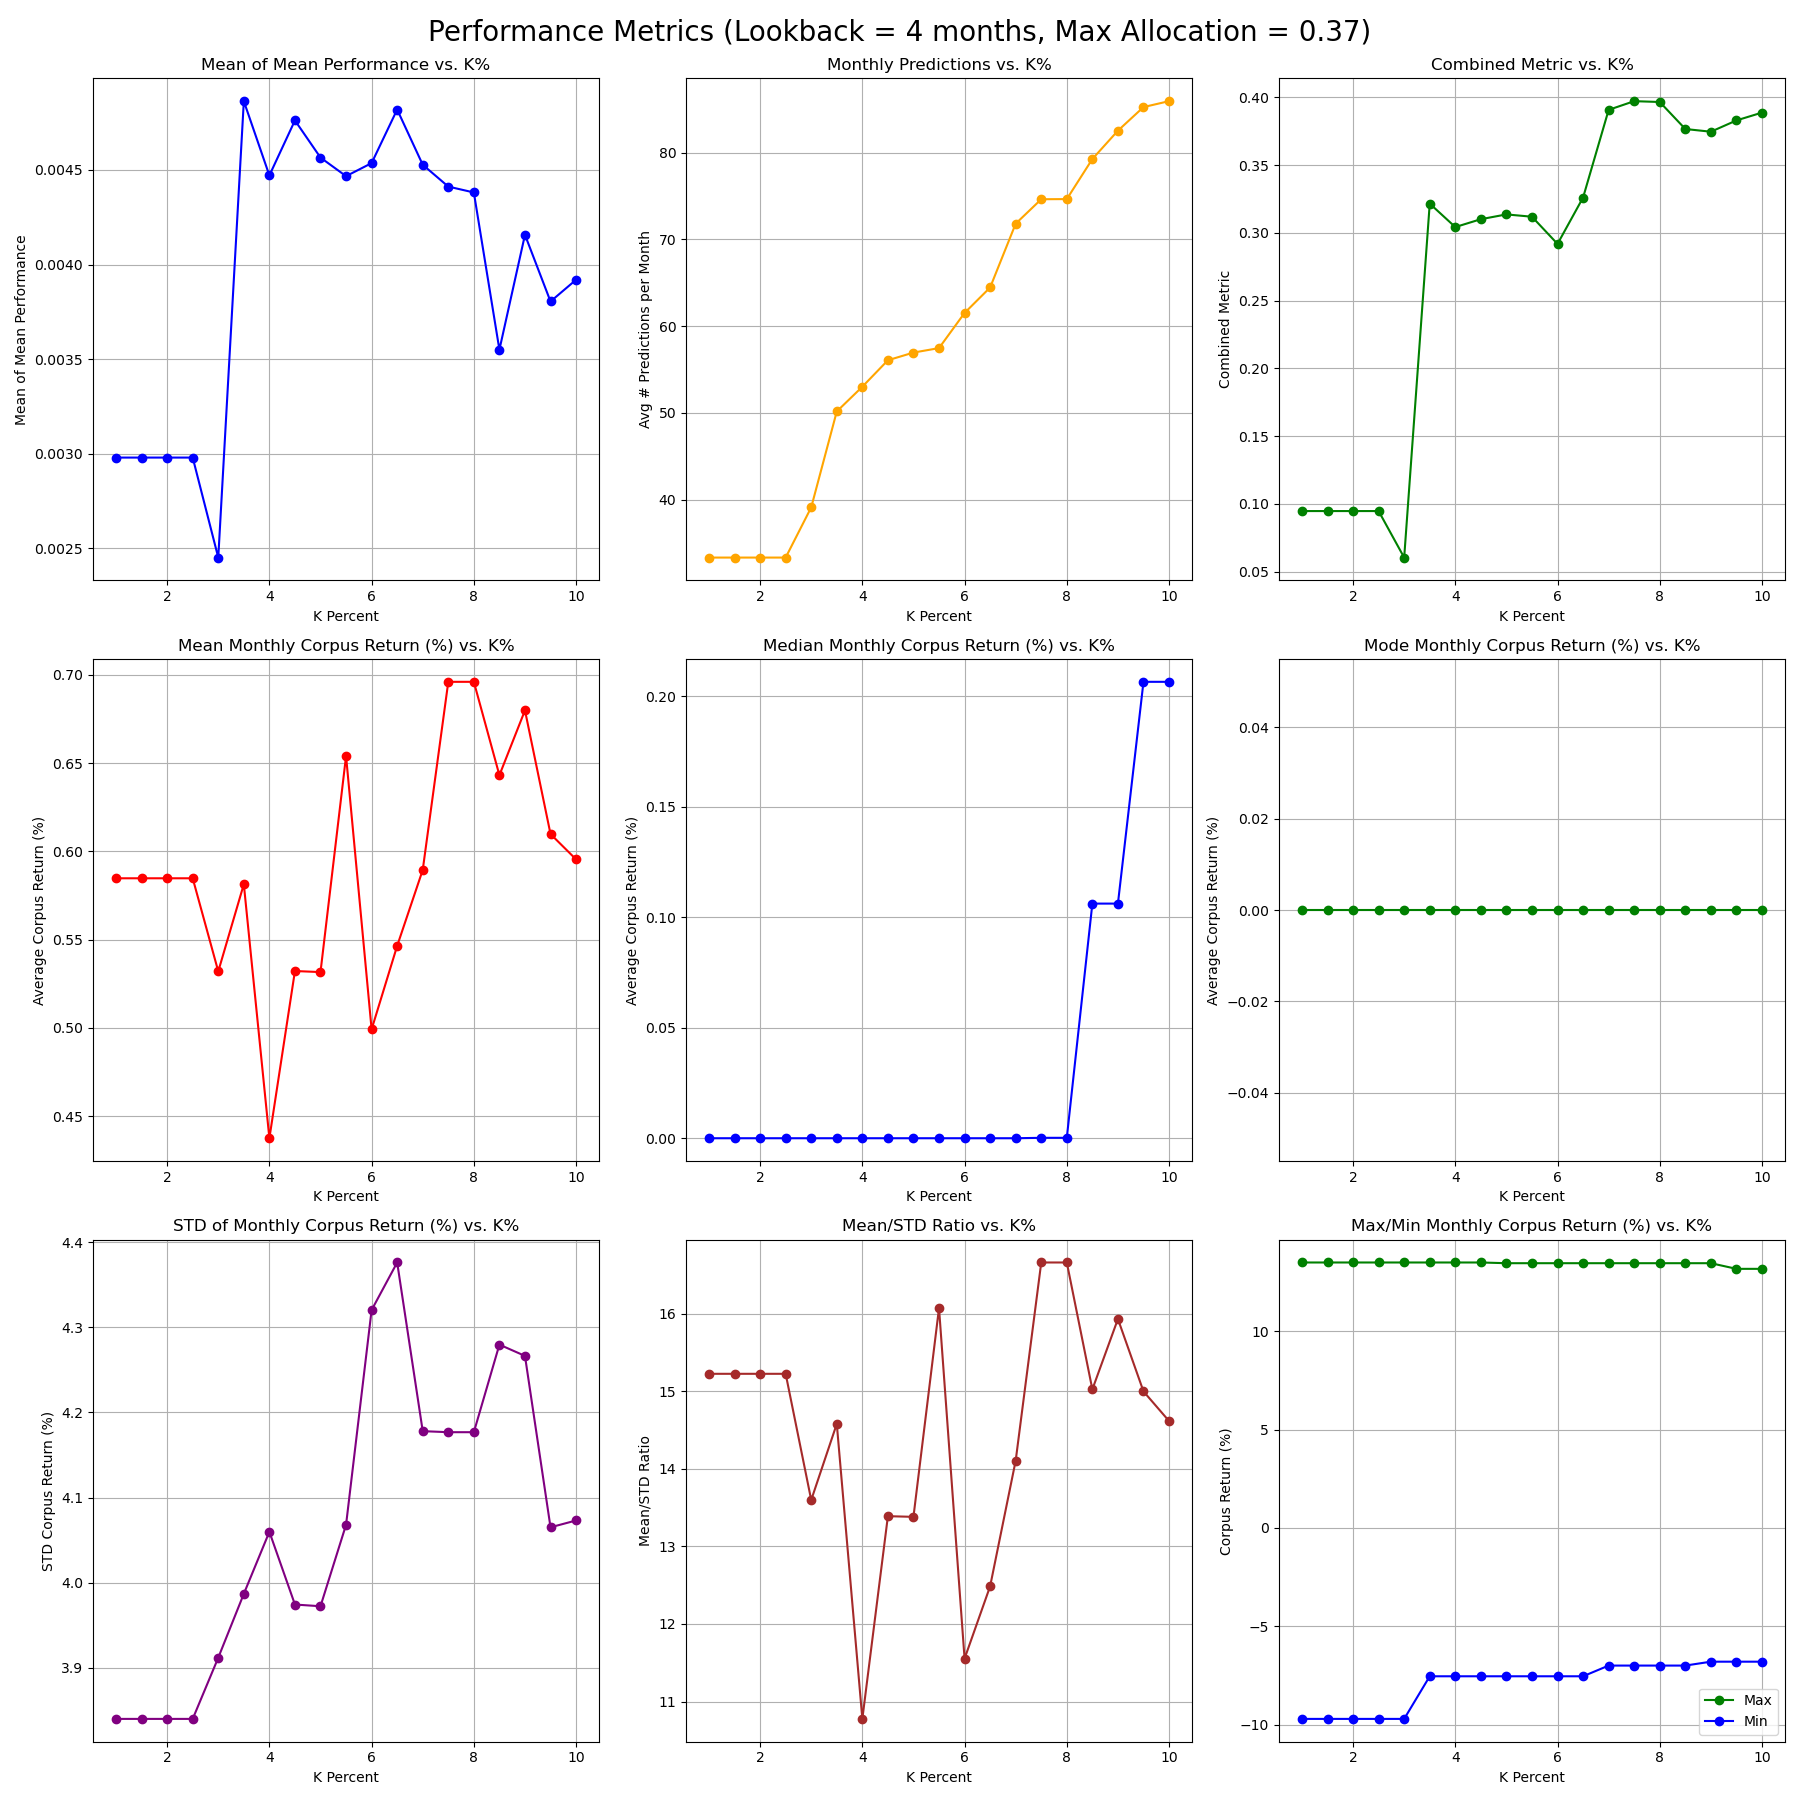 Performance Metrics (Lookback = 4 months, Max Allocation = 0.37)
Mean of Mean Performance vs. K%
Mean of Mean Performance
0.0045
0.0040
0.0035
0.0030
0.0025
2 4 6 8 10
K Percent
Monthly Predictions vs. K%
Avg # Predictions per Month
80
70
60
50
40
2 4 6 8 10
K Percent
Combined Metric vs. K%
Combined Metric
0.40
0.35
0.30
0.25
0.20
0.15
0.10
0.05
2 4 6 8 10
K Percent
Mean Monthly Corpus Return (%) vs. K%
Average Corpus Return (%)
0.70
0.65
0.60
0.55
0.50
0.45
2 4 6 8 10
K Percent
Median Monthly Corpus Return (%) vs. K%
Average Corpus Return (%)
0.20
0.15
0.10
0.05
0.00
2 4 6 8 10
K Percent
Mode Monthly Corpus Return (%) vs. K%
Average Corpus Return (%)
0.04
0.02
0.00
−0.02
−0.04
2 4 6 8 10
K Percent
STD of Monthly Corpus Return (%) vs. K%
STD Corpus Return (%)
4.4
4.3
4.2
4.1
4.0
3.9
2 4 6 8 10
K Percent
Mean/STD Ratio vs. K%
Mean/STD Ratio
16
15
14
13
12
11
2 4 6 8 10
K Percent
Max/Min Monthly Corpus Return (%) vs. K%
Corpus Return (%)
10
5
0
−5
−10
Max
Min
2 4 6 8 10
K Percent